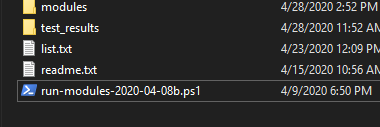 modules 4/28/2020 2:52 PM
test_results 4/28/2020 11:52 AM
list.txt 4/23/2020 12:09 PM
readme.txt 4/15/2020 10:56 AM
run-modules-2020-04-08b.ps1 4/9/2020 6:50 PM